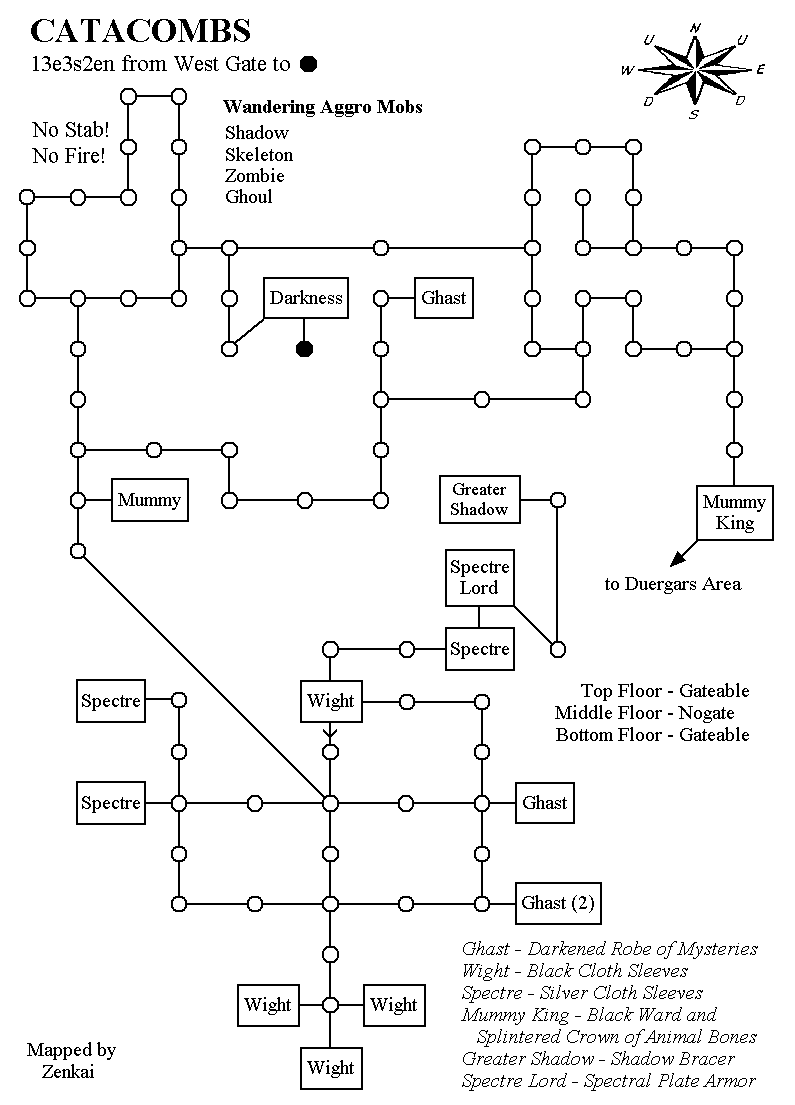 CATACOMBS
13e3s2en from West Gate to
N
U
U
W
E
D
D
S
No Stab!
No Fire!
Wandering Aggro Mobs
Shadow
Skeleton
Zombie
Ghoul
Darkness
Ghast
Mummy
Greater
Shadow
Mummy
King
Spectre
Lord
to Duergars Area
Spectre
Spectre
Wight
Top Floor - Gateable
Middle Floor - Nogate
Bottom Floor - Gateable
Spectre
Ghast
Ghast (2)
Wight
Wight
Wight
Ghast - Darkened Robe of Mysteries
Wight - Black Cloth Sleeves
Spectre - Silver Cloth Sleeves
Mummy King - Black Ward and
Splintered Crown of Animal Bones
Greater Shadow - Shadow Bracer
Spectre Lord - Spectral Plate Armor
Mapped by
Zenkai